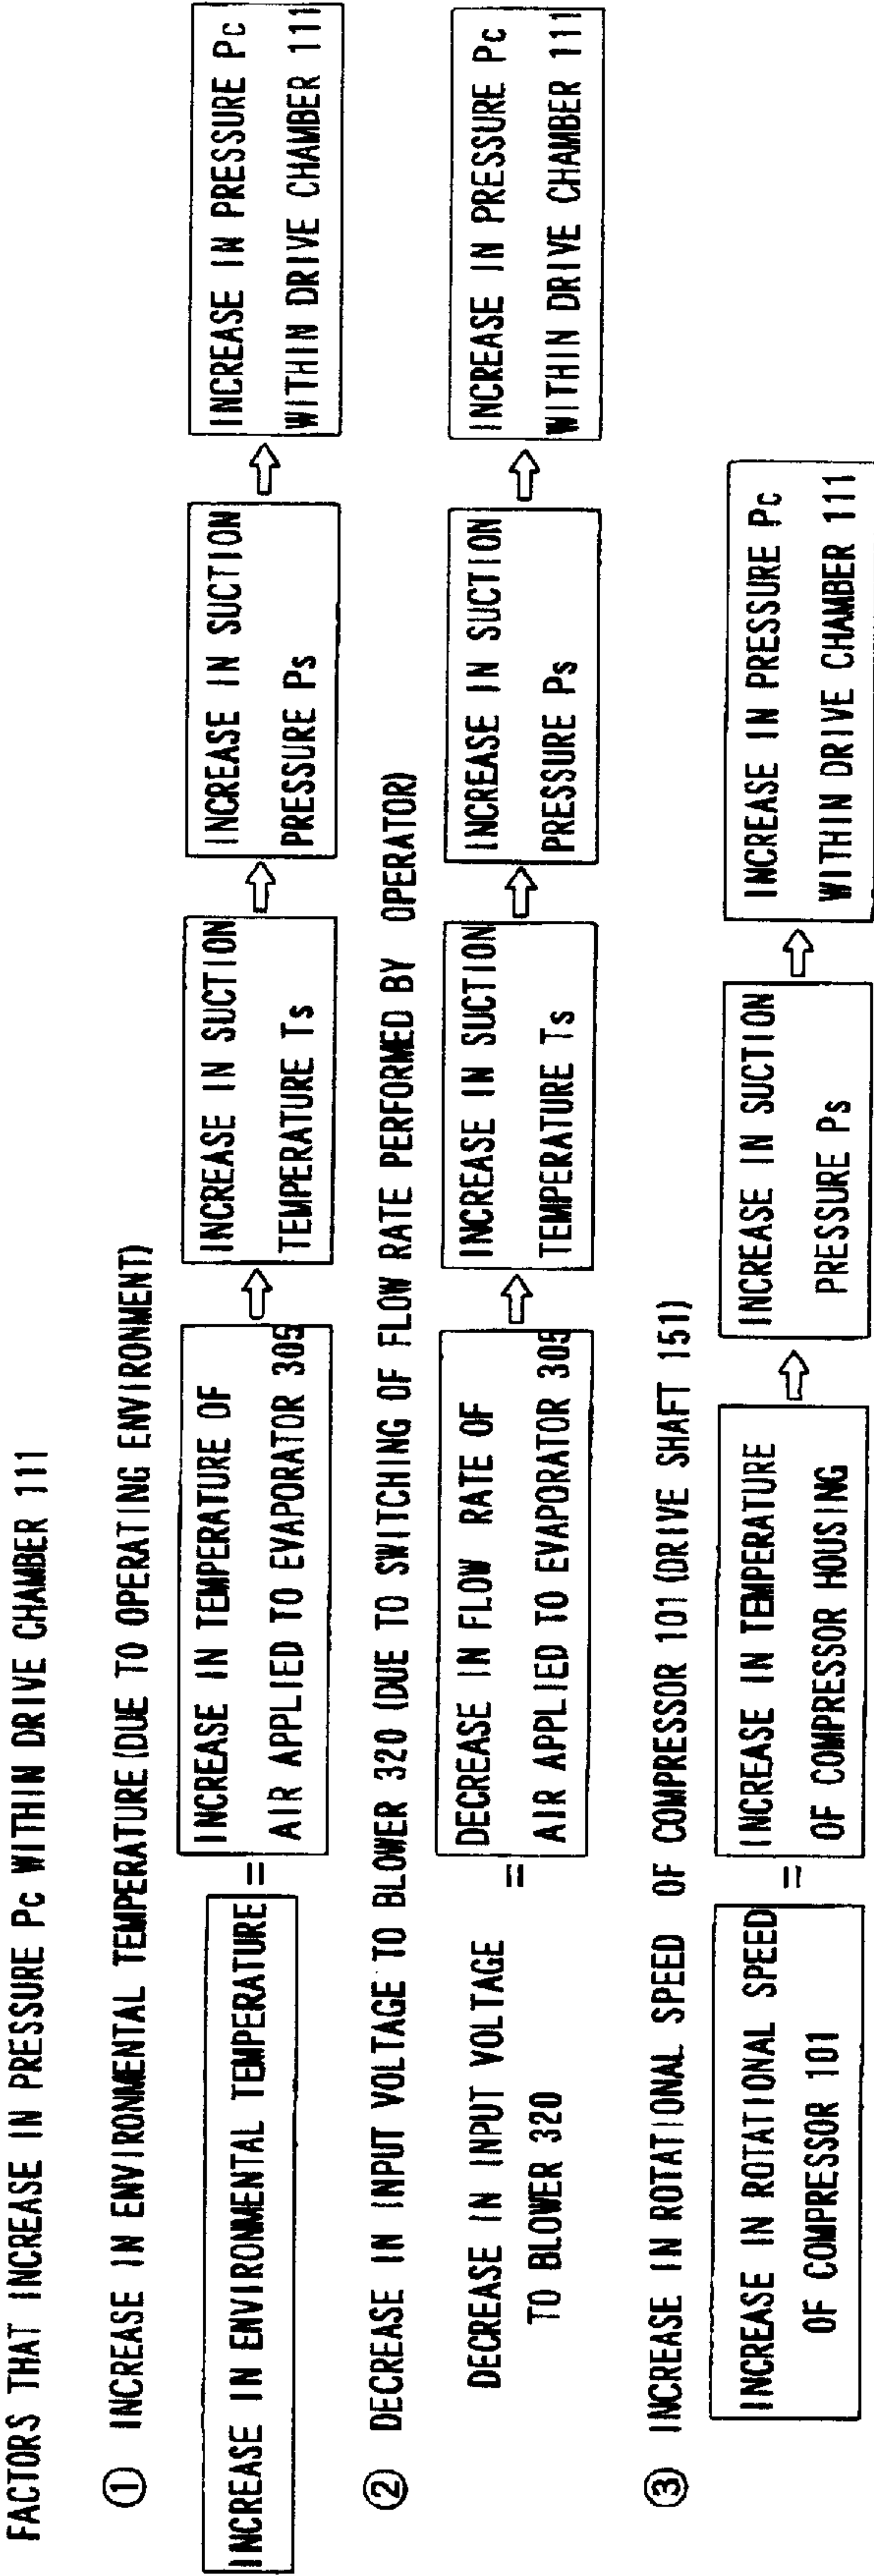 FACTORS THAT INCREASE IN PRESSURE Pc WITHIN DRIVE CHAMBER 111
① INCREASE IN ENVIRONMENTAL TEMPERATURE (DUE TO OPERATING ENVIRONMENT)
INCREASE IN ENVIRONMENTAL TEMPERATURE
=
INCREASE IN TEMPERATURE OF
AIR APPLIED TO EVAPORATOR 305
⇨
INCREASE IN SUCTION
TEMPERATURE Ts
⇨
INCREASE IN SUCTION
PRESSURE Ps
⇨
INCREASE IN PRESSURE Pc
WITHIN DRIVE CHAMBER 111
② DECREASE IN INPUT VOLTAGE TO BLOWER 320 (DUE TO SWITCHING OF FLOW RATE PERFORMED BY OPERATOR)
DECREASE IN INPUT VOLTAGE
TO BLOWER 320
=
DECREASE IN FLOW RATE OF
AIR APPLIED TO EVAPORATOR 305
⇨
INCREASE IN SUCTION
TEMPERATURE Ts
⇨
INCREASE IN SUCTION
PRESSURE Ps
⇨
INCREASE IN PRESSURE Pc
WITHIN DRIVE CHAMBER 111
③ INCREASE IN ROTATIONAL SPEED OF COMPRESSOR 101 (DRIVE SHAFT 151)
INCREASE IN ROTATIONAL SPEED
OF COMPRESSOR 101
=
INCREASE IN TEMPERATURE
OF COMPRESSOR HOUSING
⇨
INCREASE IN SUCTION
PRESSURE Ps
⇨
INCREASE IN PRESSURE Pc
WITHIN DRIVE CHAMBER 111